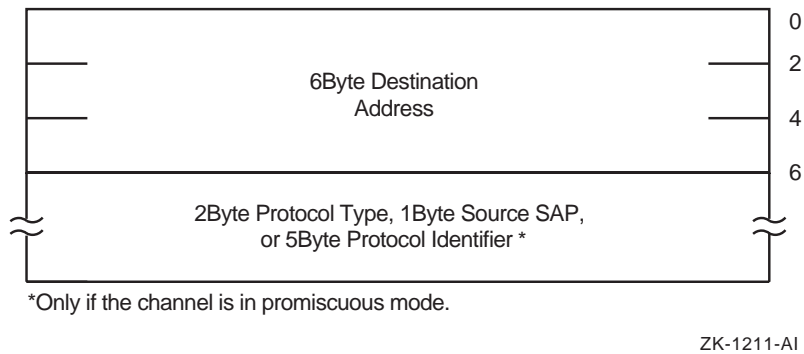 0
2
6Byte Destination
Address
4
6
2Byte Protocol Type, 1Byte Source SAP,
or 5Byte Protocol Identifier *
*Only if the channel is in promiscuous mode.
ZK-1211-AI